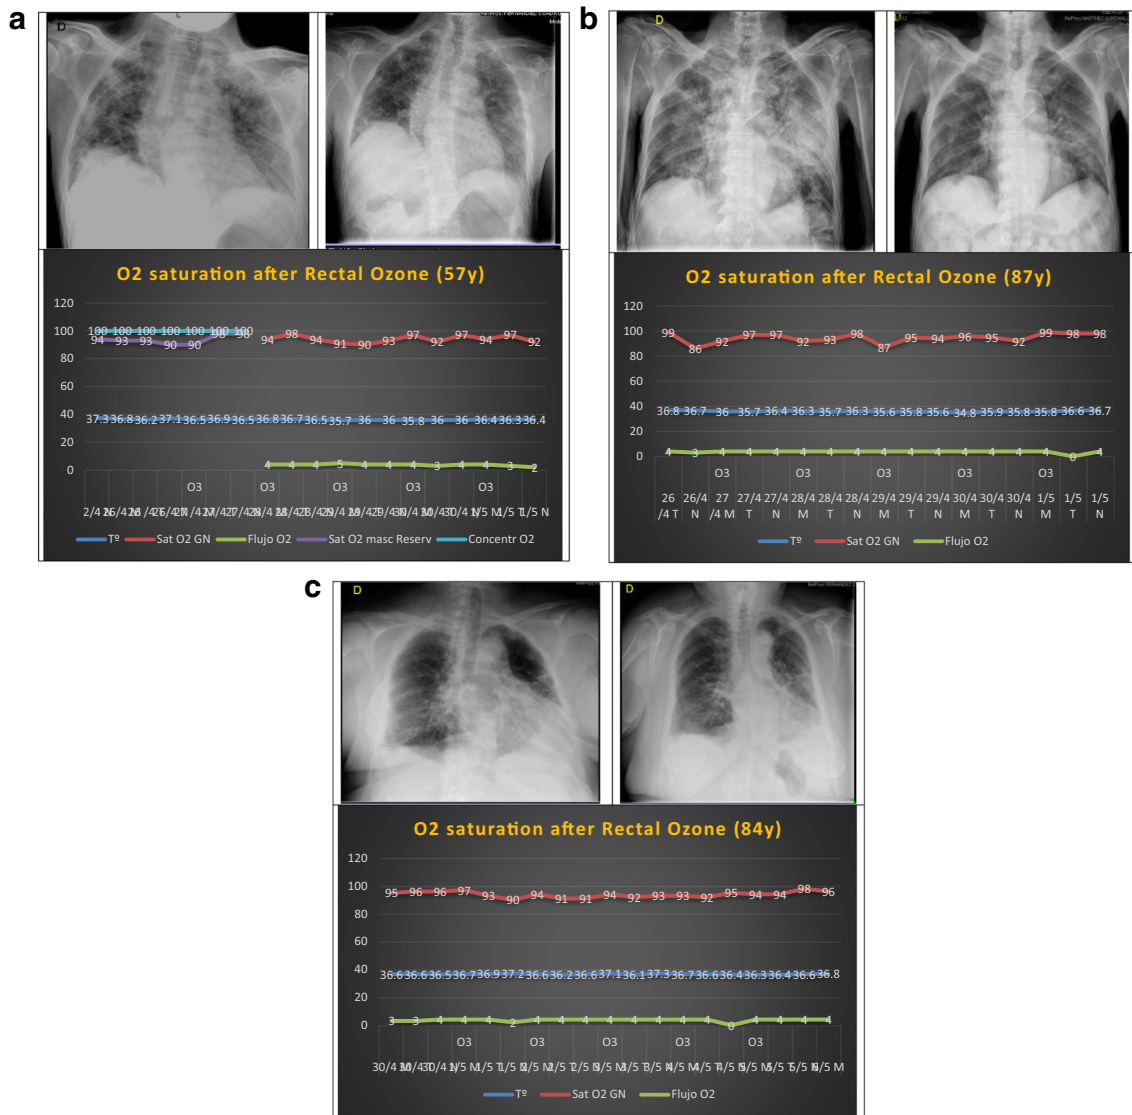 a
D
b
D
D
O2 saturation after Rectal Ozone (57y)
120
100
80
60
40
20
0
100 100 100 100 100 100 100
94 93 93 90 90 98 98
94 98 94 91 90 93 97 92 97 94 97 92
37.3 36.8 36.2 37.1 36.5 36.9 36.5 36.8 36.7 36.5 35.7 36 36 35.8 36 36 36.4 36.3 36.4
4 4 4 5 4 4 4 3 4 4 3 2
O3 O3 O3 O3 O3
1/5 T 1/5 N
Tº Sat O2 GN Flujo O2 Sat O2 masc Reserv Concentr O2
O2 saturation after Rectal Ozone (87y)
120
100
80
60
40
20
0
99 86 92 97 97 92 93 98 87 95 94 96 95 92 99 98 98
36.8 36.7 36 35.7 36.4 36.3 35.7 36.3 35.6 35.8 35.6 34.8 35.9 35.8 35.8 36.6 36.7
4 3 4 4 4 4 4 4 4 4 4 4 4 4 4 0 4
O3 O3 O3 O3 O3
26 26/4 27 27/4 27/4 28/4 28/4 28/4 29/4 29/4 29/4 30/4 30/4 30/4 1/5 1/5 1/5
/4 T N /4 M T N M T N M T N M T N M T N
Tº Sat O2 GN Flujo O2
c
D
D
O2 saturation after Rectal Ozone (84y)
120
100
80
60
40
20
0
95 96 96 97 93 90 94 91 91 94 92 93 93 92 95 94 94 98 96
36.6 36.6 36.5 36.7 36.9 37.2 36.6 36.2 36.6 37.1 36.1 37.3 36.7 36.6 36.4 36.3 36.4 36.6 36.8
3 3 4 4 4 2 4 4 4 4 4 4 4 4 0 4 4 4 4
O3 O3 O3 O3 O3
Tº Sat O2 GN Flujo O2